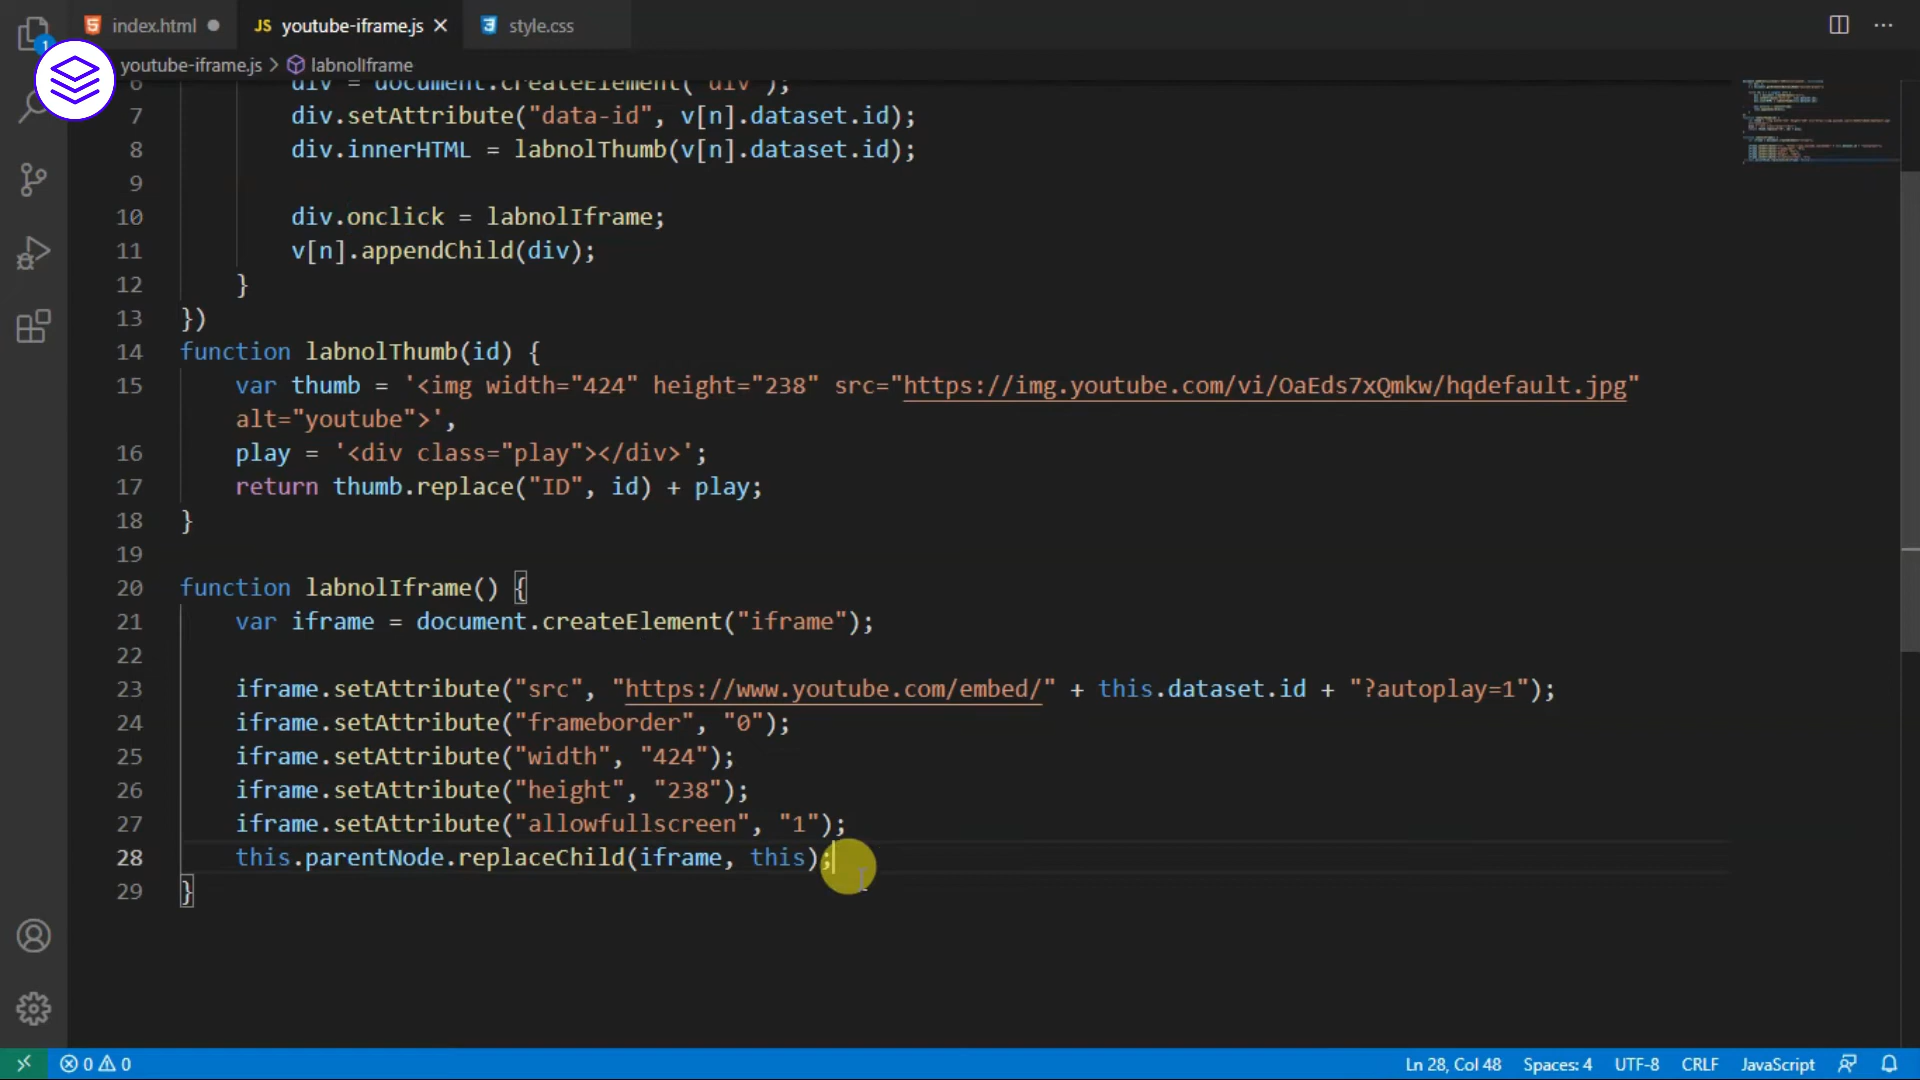 index.html
JS youtube-iframe.js
style.css
1
youtube-iframe.js > labnolIframe
6 div = document.createElement("div");
7 div.setAttribute("data-id", v[n].dataset.id);
8 div.innerHTML = labnolThumb(v[n].dataset.id);
9
10 div.onclick = labnolIframe;
11 v[n].appendChild(div);
12 }
13 })
14 function labnolThumb(id) {
15 var thumb = '<img width="424" height="238" src="https://img.youtube.com/vi/OaEds7xQmkw/hqdefault.jpg"
alt="youtube">',
16 play = '<div class="play"></div>';
17 return thumb.replace("ID", id) + play;
18 }
19
20 function labnolIframe() {
21 var iframe = document.createElement("iframe");
22
23 iframe.setAttribute("src", "https://www.youtube.com/embed/" + this.dataset.id + "?autoplay=1");
24 iframe.setAttribute("frameborder", "0");
25 iframe.setAttribute("width", "424");
26 iframe.setAttribute("height", "238");
27 iframe.setAttribute("allowfullscreen", "1");
28 this.parentNode.replaceChild(iframe, this);
29 }
0 0 Ln 28, Col 48 Spaces: 4 UTF-8 CRLF JavaScript